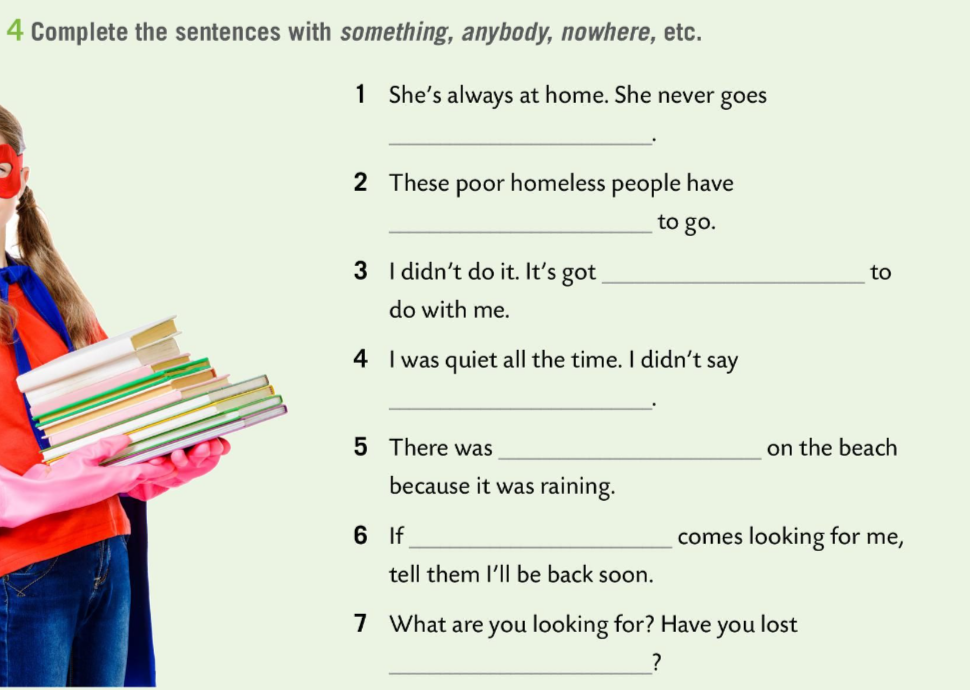 4 Complete the sentences with something, anybody, nowhere, etc.
1 She's always at home. She never goes
____________________.
2 These poor homeless people have
____________________ to go.
3 I didn't do it. It's got ____________________ to
do with me.
4 I was quiet all the time. I didn't say
____________________.
5 There was ____________________ on the beach
because it was raining.
6 If ____________________ comes looking for me,
tell them I'll be back soon.
7 What are you looking for? Have you lost
____________________?